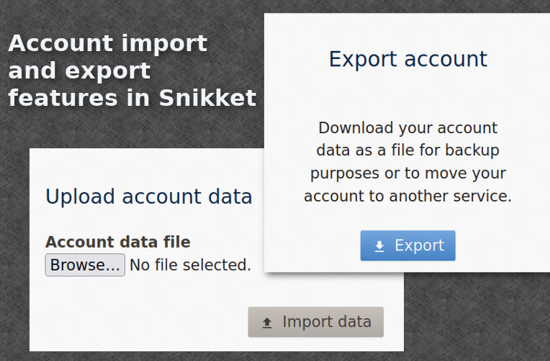 Account import
and export
features in Snikket
Export account
Download your account
data as a file for backup
purposes or to move your
account to another service.
Export
Upload account data
Account data file
Browse... No file selected.
Import data